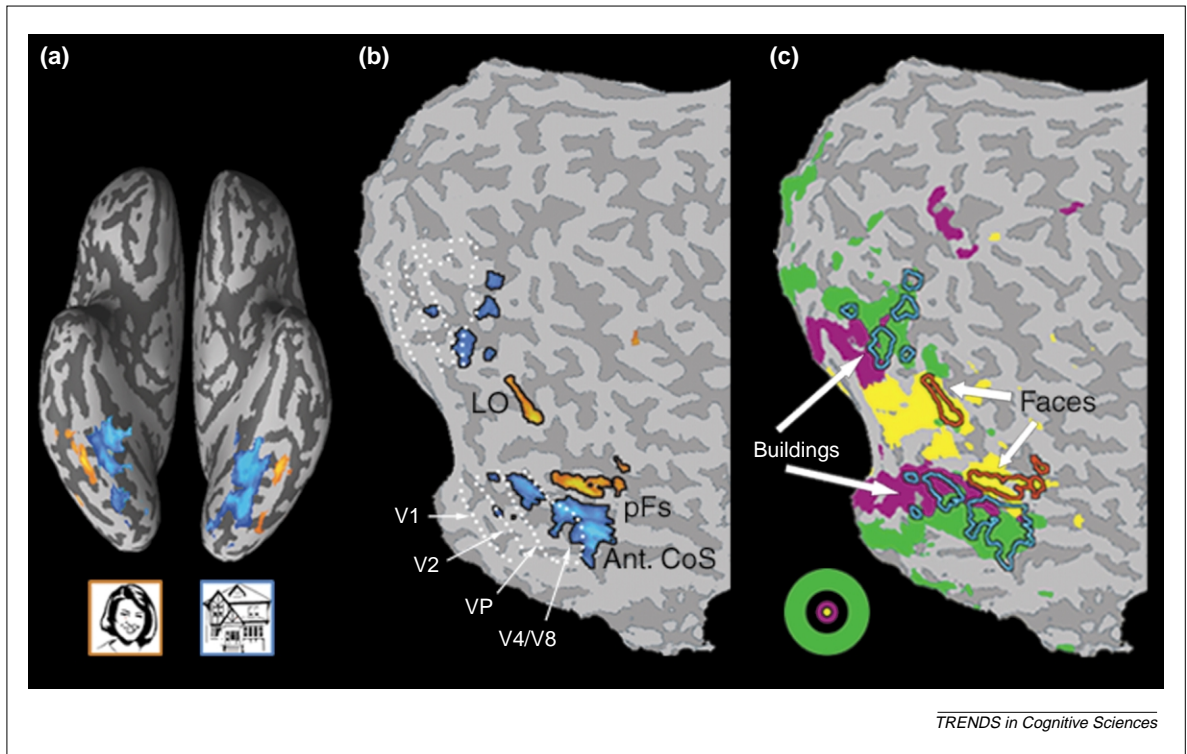 (a)
(b)
(c)
LO
pFs
Ant. CoS
V1
V2
VP
V4/V8
Faces
Buildings
TRENDS in Cognitive Sciences